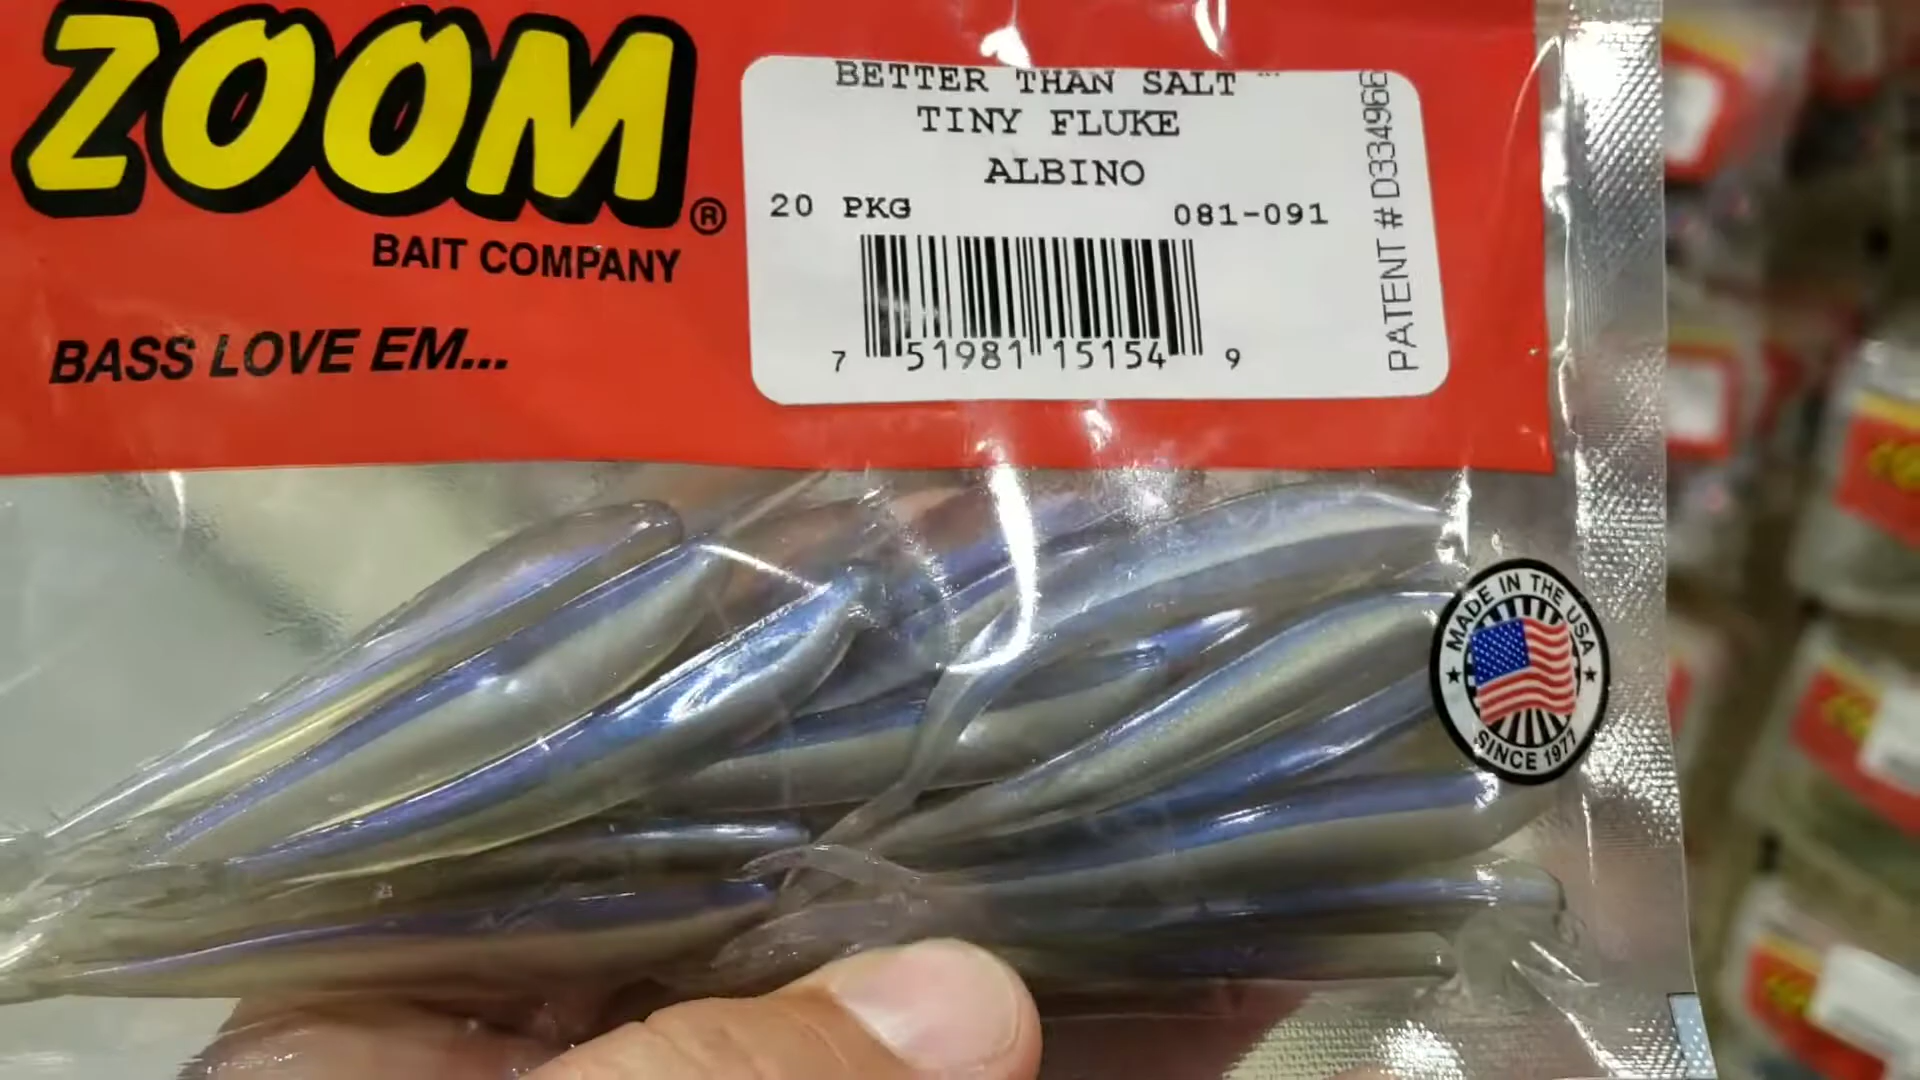 ZOOM®
BAIT COMPANY
BASS LOVE EM...
BETTER THAN SALT
TINY FLUKE
ALBINO
20 PKG 081-091
7 51981 15154 9
PATENT # D334966
MADE IN THE USA
SINCE 1977